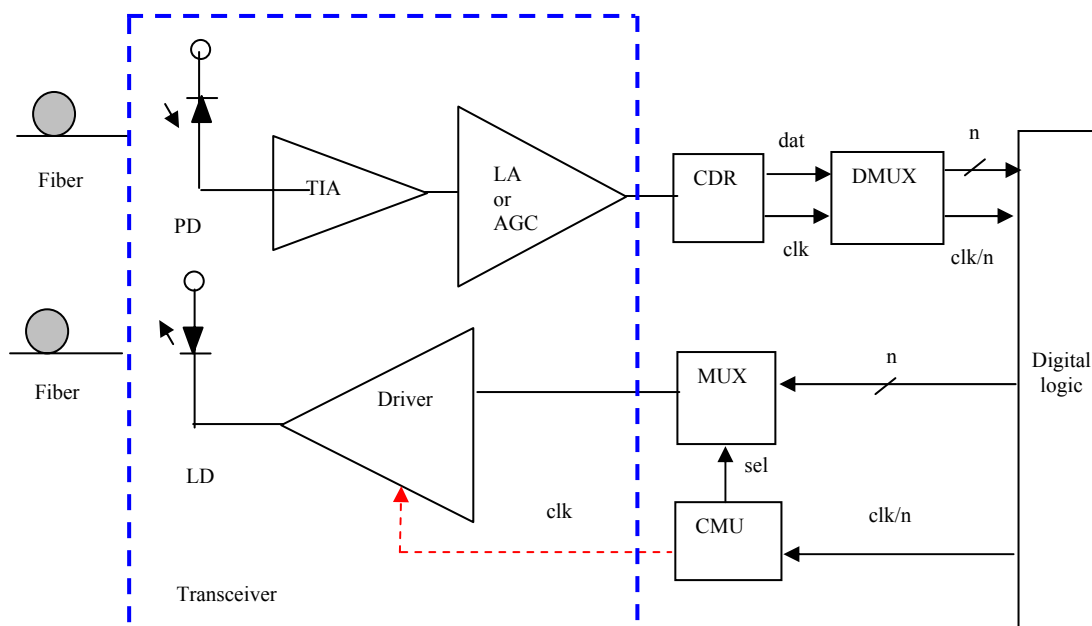 Fiber
PD
TIA
LA
or
AGC
CDR
dat
clk
DMUX
n
clk/n
Fiber
LD
Driver
clk
MUX
sel
CMU
n
clk/n
Digital
logic
Transceiver